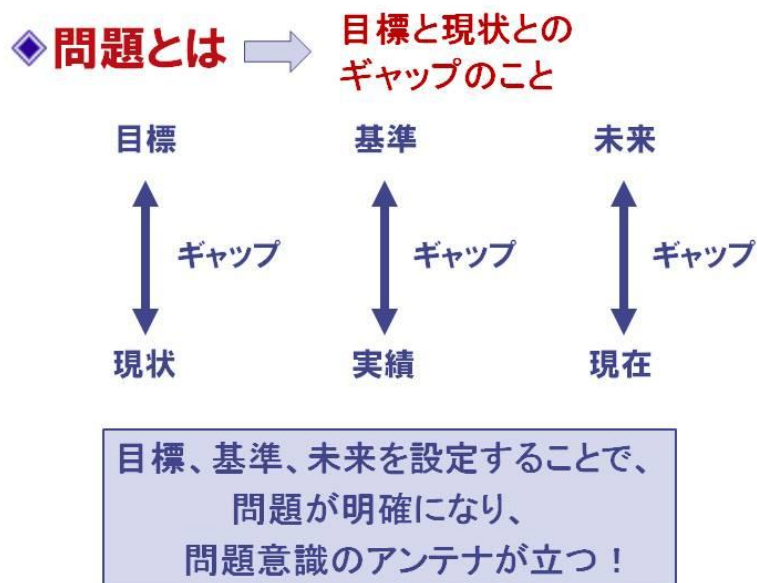 問題とは
目標と現状との
ギャップのこと
目標 基準 未来
ギャップ ギャップ ギャップ
現状 実績 現在
目標、基準、未来を設定することで、
問題が明確になり、
問題意識のアンテナが立つ！